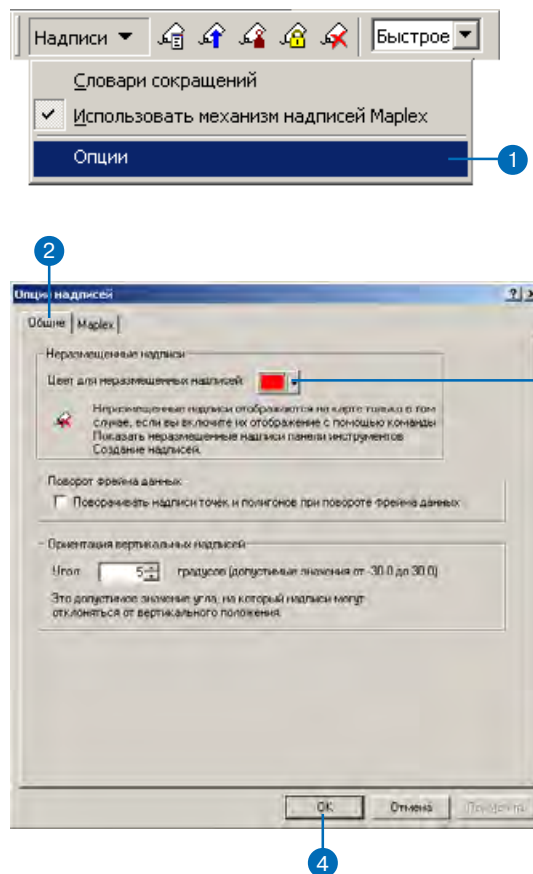 Надписи
Быстрое
Словари сокращений
Использовать механизм надписей Maplex
Опции
1
2
Опции надписей
Общие Maplex
Неразмещенные надписи
Цвет для неразмещенных надписей:
Неразмещенные надписи отображаются на карте только в том
случае, если вы включите их отображение с помощью команды
Показать неразмещенные надписи панели инструментов
Создание надписей.
Поворот фрейма данных
Поворачивать надписи точек и полигонов при повороте фрейма данных
Ориентация вертикальных надписей
Угол: 5 градусов (допустимые значения от -30.0 до 30.0)
Это допустимое значение угла, на который надписи могут
отклоняться от вертикального положения.
OK Отмена Применить
4